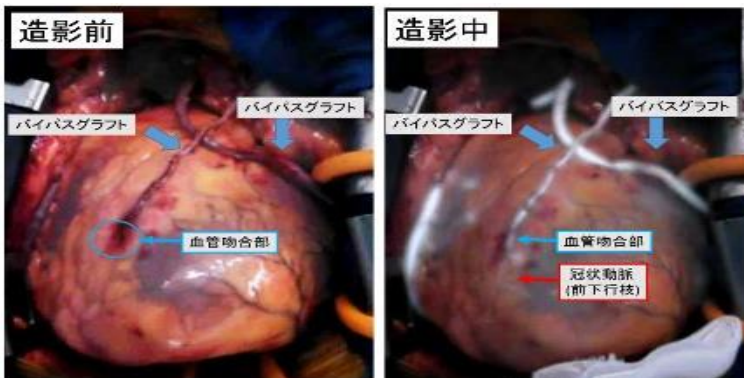 造影前
バイパスグラフト
バイパスグラフト
血管吻合部
造影中
バイパスグラフト
バイパスグラフト
血管吻合部
冠状動脈
(前下行枝)